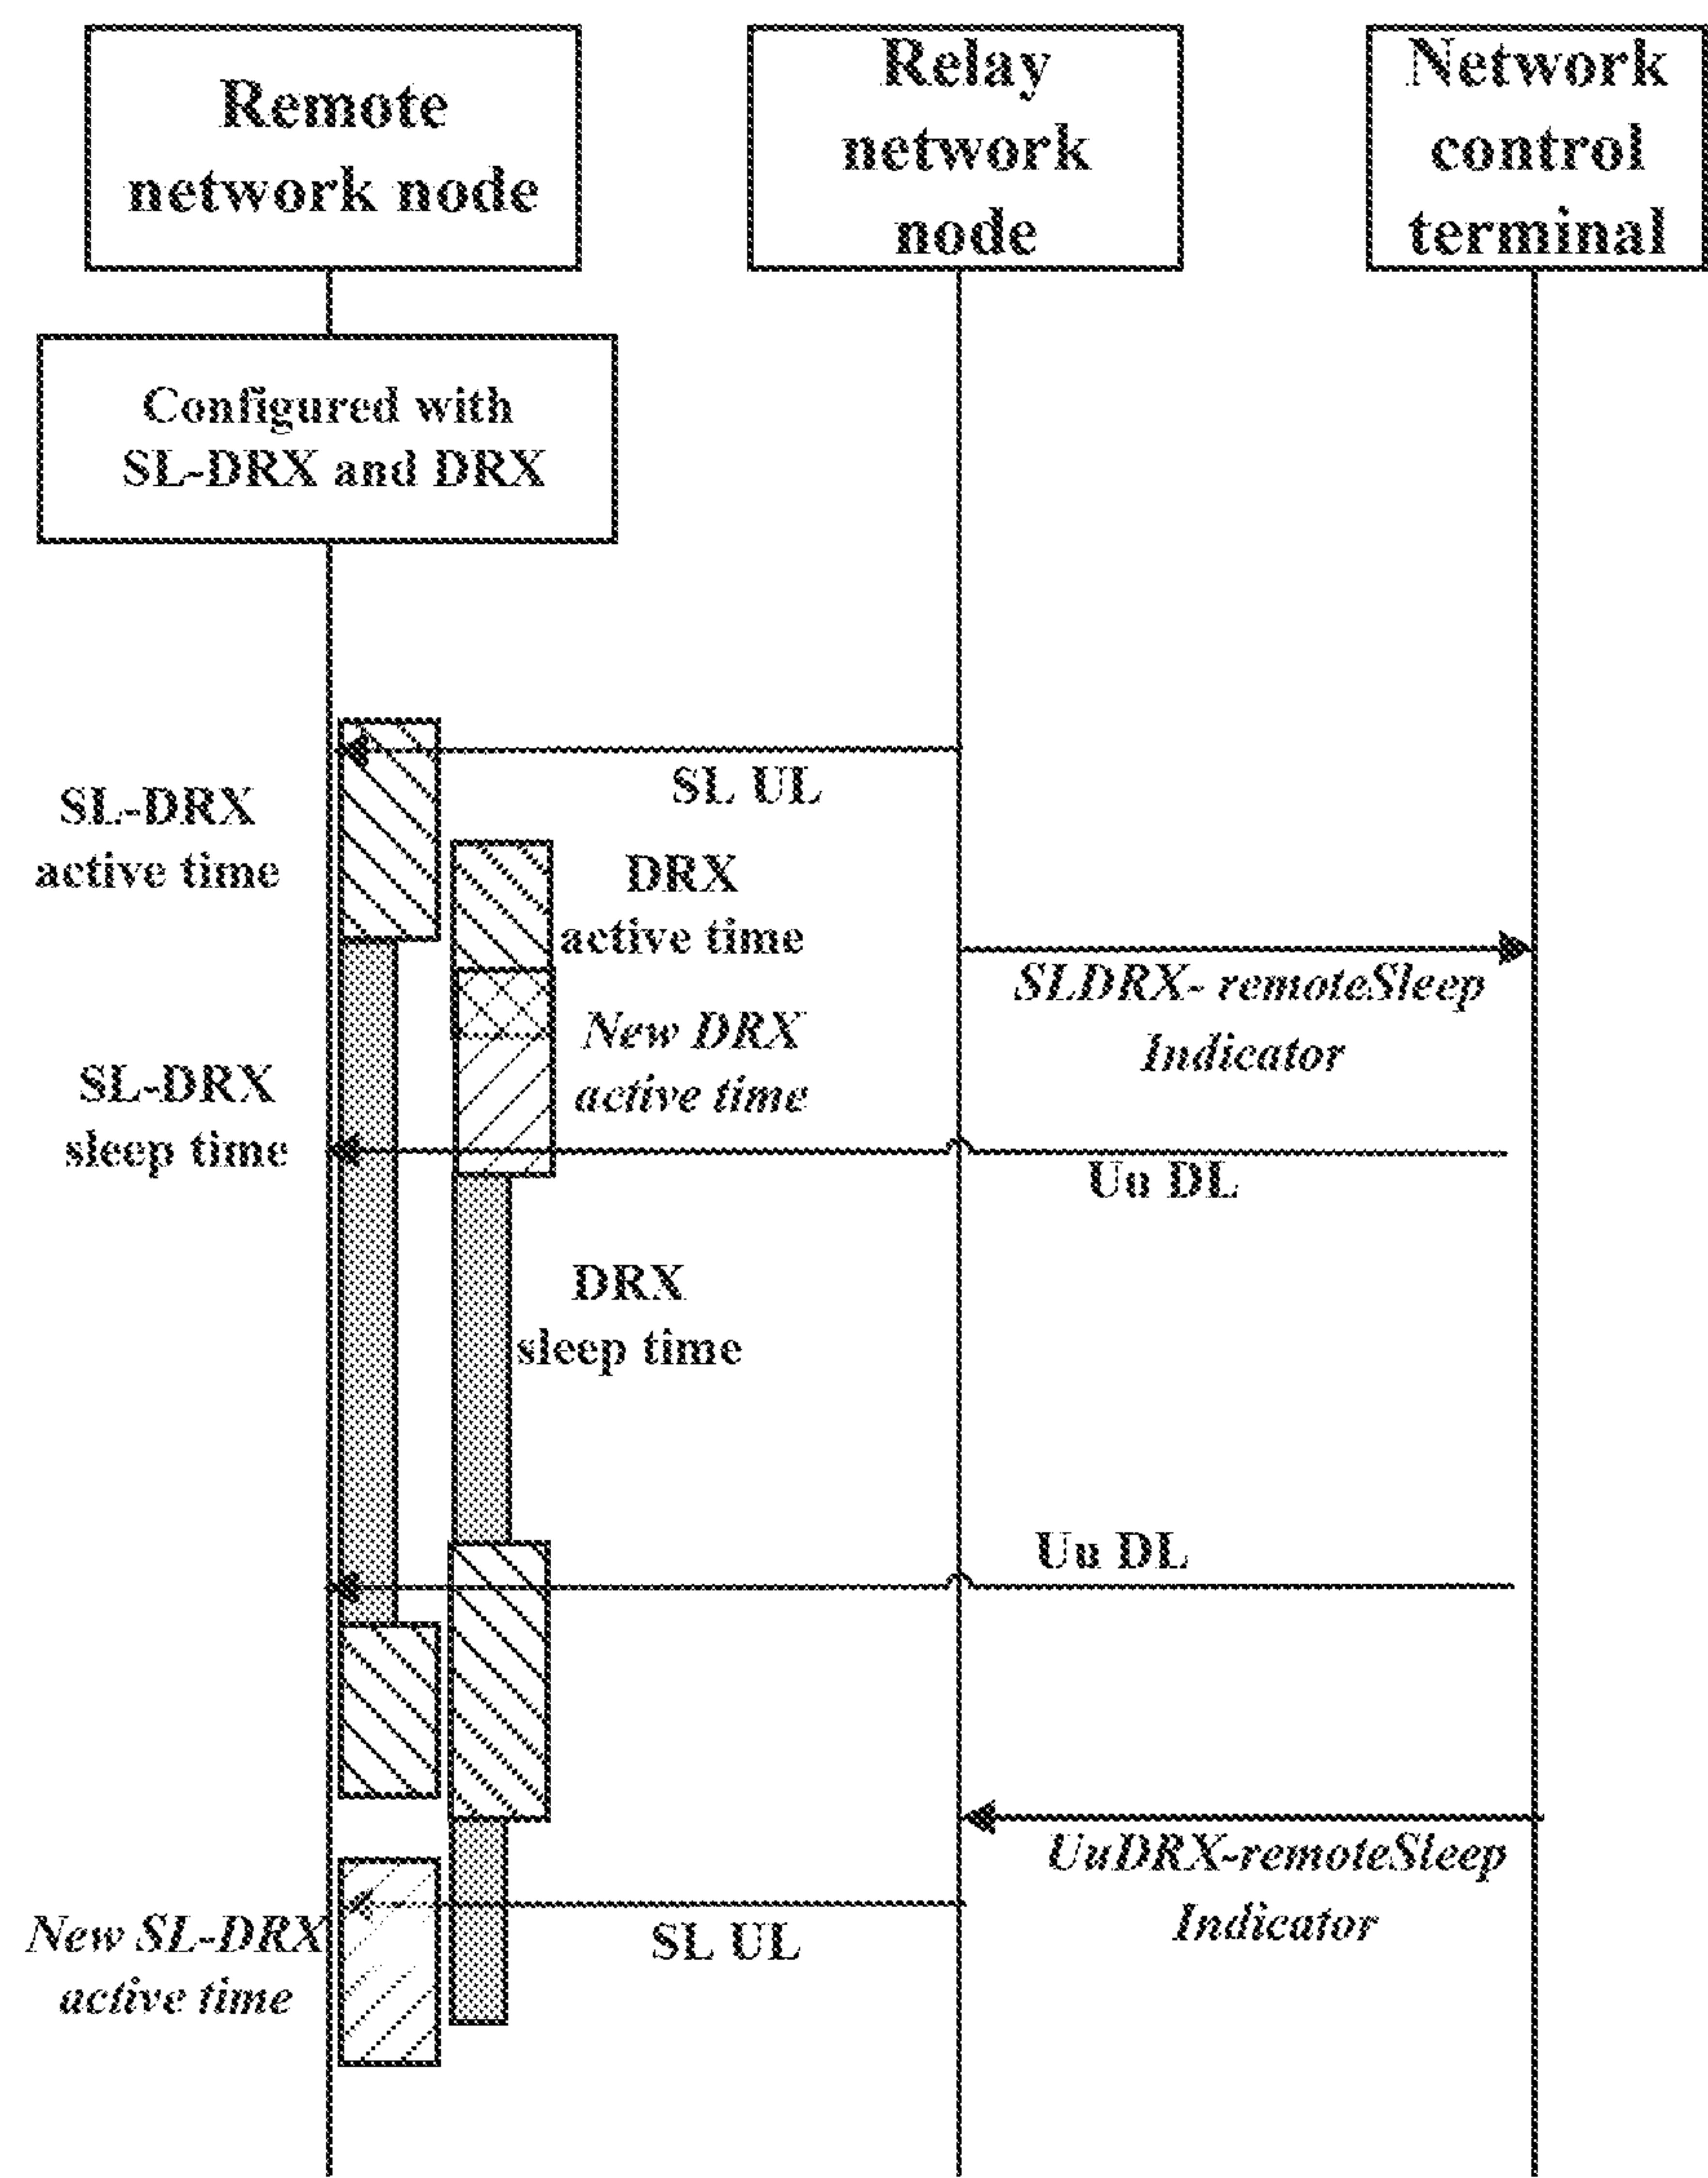 Remote
network node
Relay
network
node
Network
control
terminal
Configured with
SL-DRX and DRX
SL UL
SL-DRX
active time
DRX
active time
SLDRX- remoteSleep
Indicator
New DRX
active time
SL-DRX
sleep time
Uu DL
DRX
sleep time
Uu DL
UuDRX-remoteSleep
Indicator
New SL-DRX
active time
SL UL